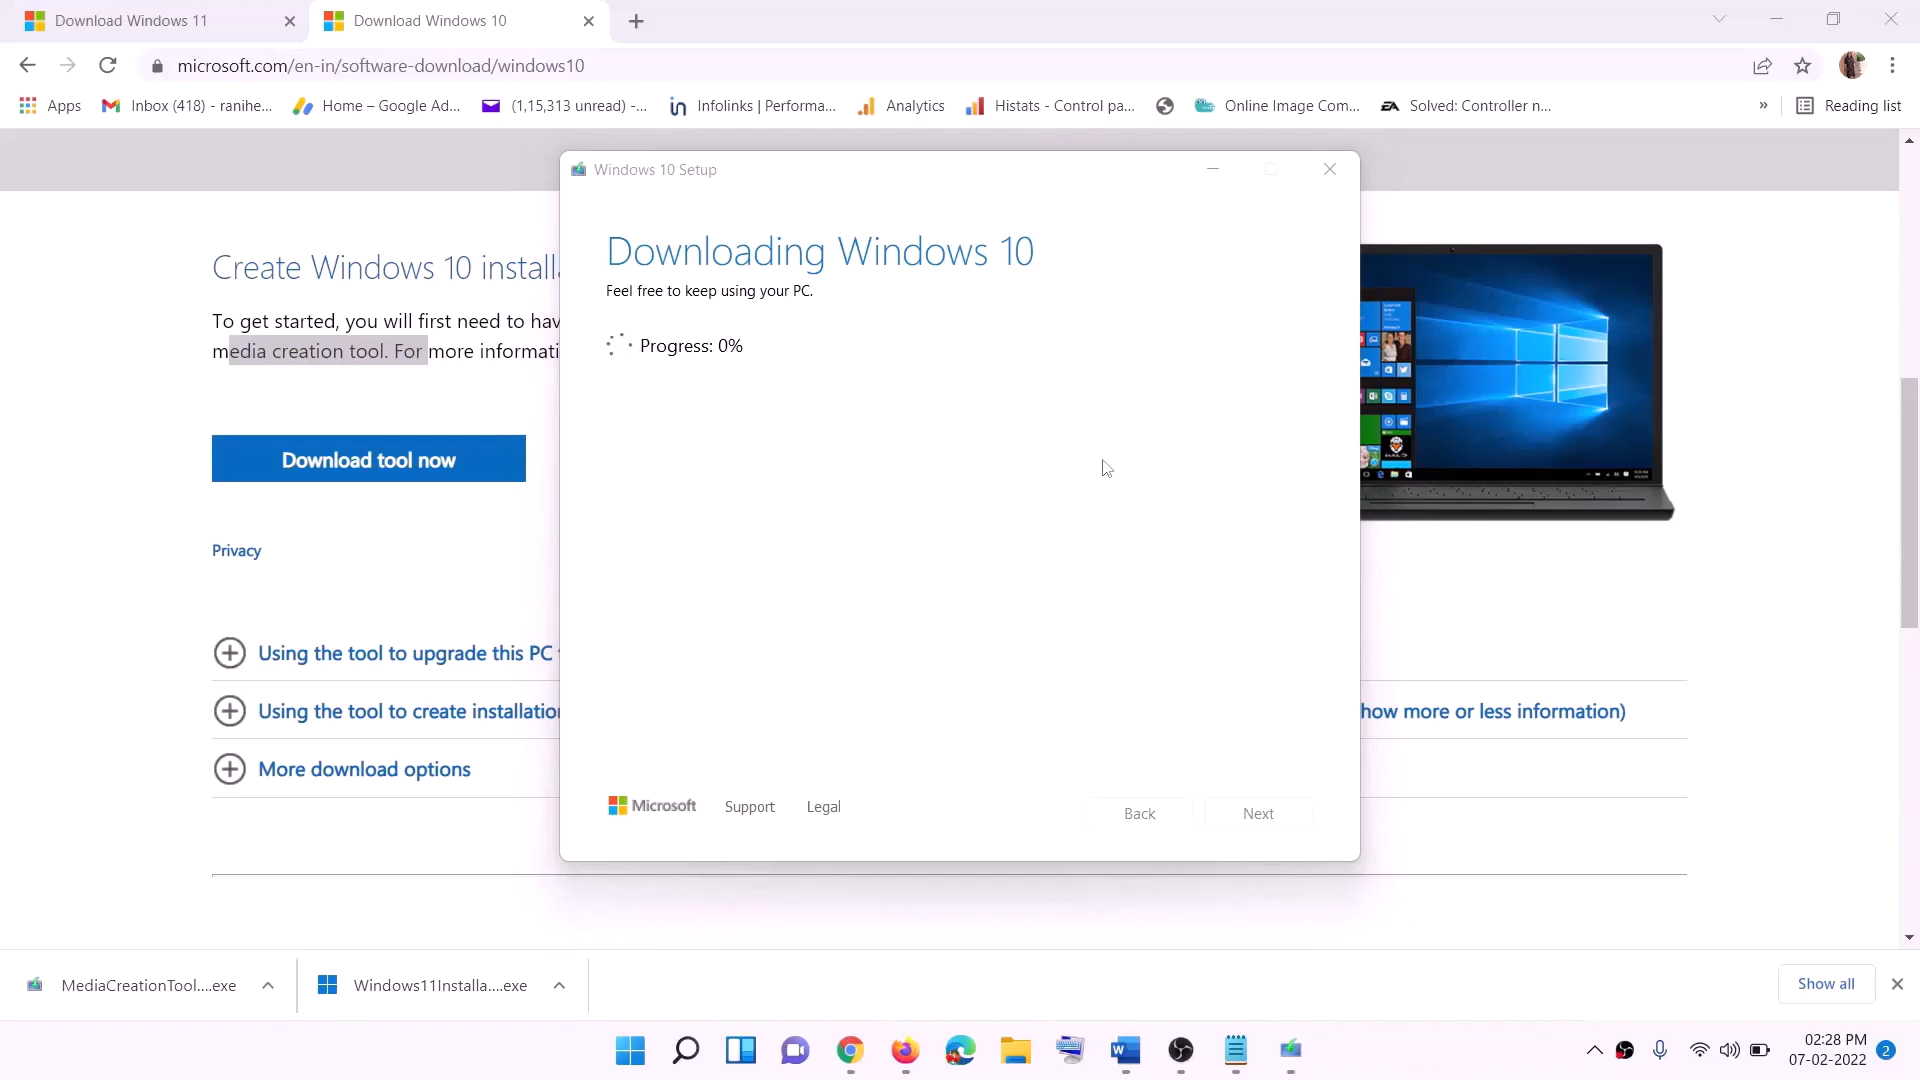 Download Windows 11
Download Windows 10
microsoft.com/en-in/software-download/windows10
Apps
Inbox (418) - ranihe...
Home – Google Ad...
(1,15,313 unread) -...
Infolinks | Performa...
Analytics
Histats - Control pa...
Online Image Com...
Solved: Controller n...
»
Reading list
Windows 10 Setup
Downloading Windows 10
Feel free to keep using your PC.
Progress: 0%
Microsoft
Support
Legal
Back
Next
Create Windows 10 installa
To get started, you will first need to hav
media creation tool. For more informati
Download tool now
Privacy
Using the tool to upgrade this PC
Using the tool to create installation
how more or less information)
More download options
MediaCreationTool....exe
Windows11Installa....exe
Show all
02:28 PM
07-02-2022
2